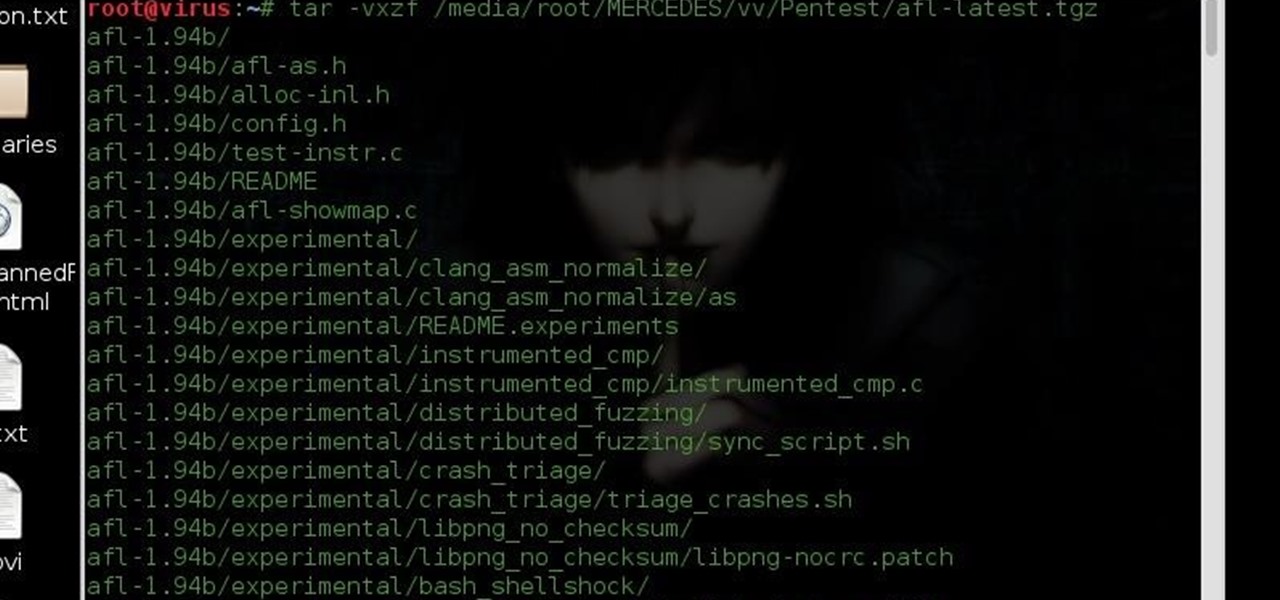 root@virus:~# tar -vxzf /media/root/MERCEDES/vv/Pentest/afl-latest.tgz
afl-1.94b/
afl-1.94b/afl-as.h
afl-1.94b/alloc-inl.h
afl-1.94b/config.h
afl-1.94b/test-instr.c
afl-1.94b/README
afl-1.94b/afl-showmap.c
afl-1.94b/experimental/
afl-1.94b/experimental/clang_asm_normalize/
afl-1.94b/experimental/clang_asm_normalize/as
afl-1.94b/experimental/README.experiments
afl-1.94b/experimental/instrumented_cmp/
afl-1.94b/experimental/instrumented_cmp/instrumented_cmp.c
afl-1.94b/experimental/distributed_fuzzing/
afl-1.94b/experimental/distributed_fuzzing/sync_script.sh
afl-1.94b/experimental/crash_triage/
afl-1.94b/experimental/crash_triage/triage_crashes.sh
afl-1.94b/experimental/libpng_no_checksum/
afl-1.94b/experimental/libpng_no_checksum/libpng-nocrc.patch
afl-1.94b/experimental/bash_shellshock/
on.txt
aries
annedF
html
txt
ovi